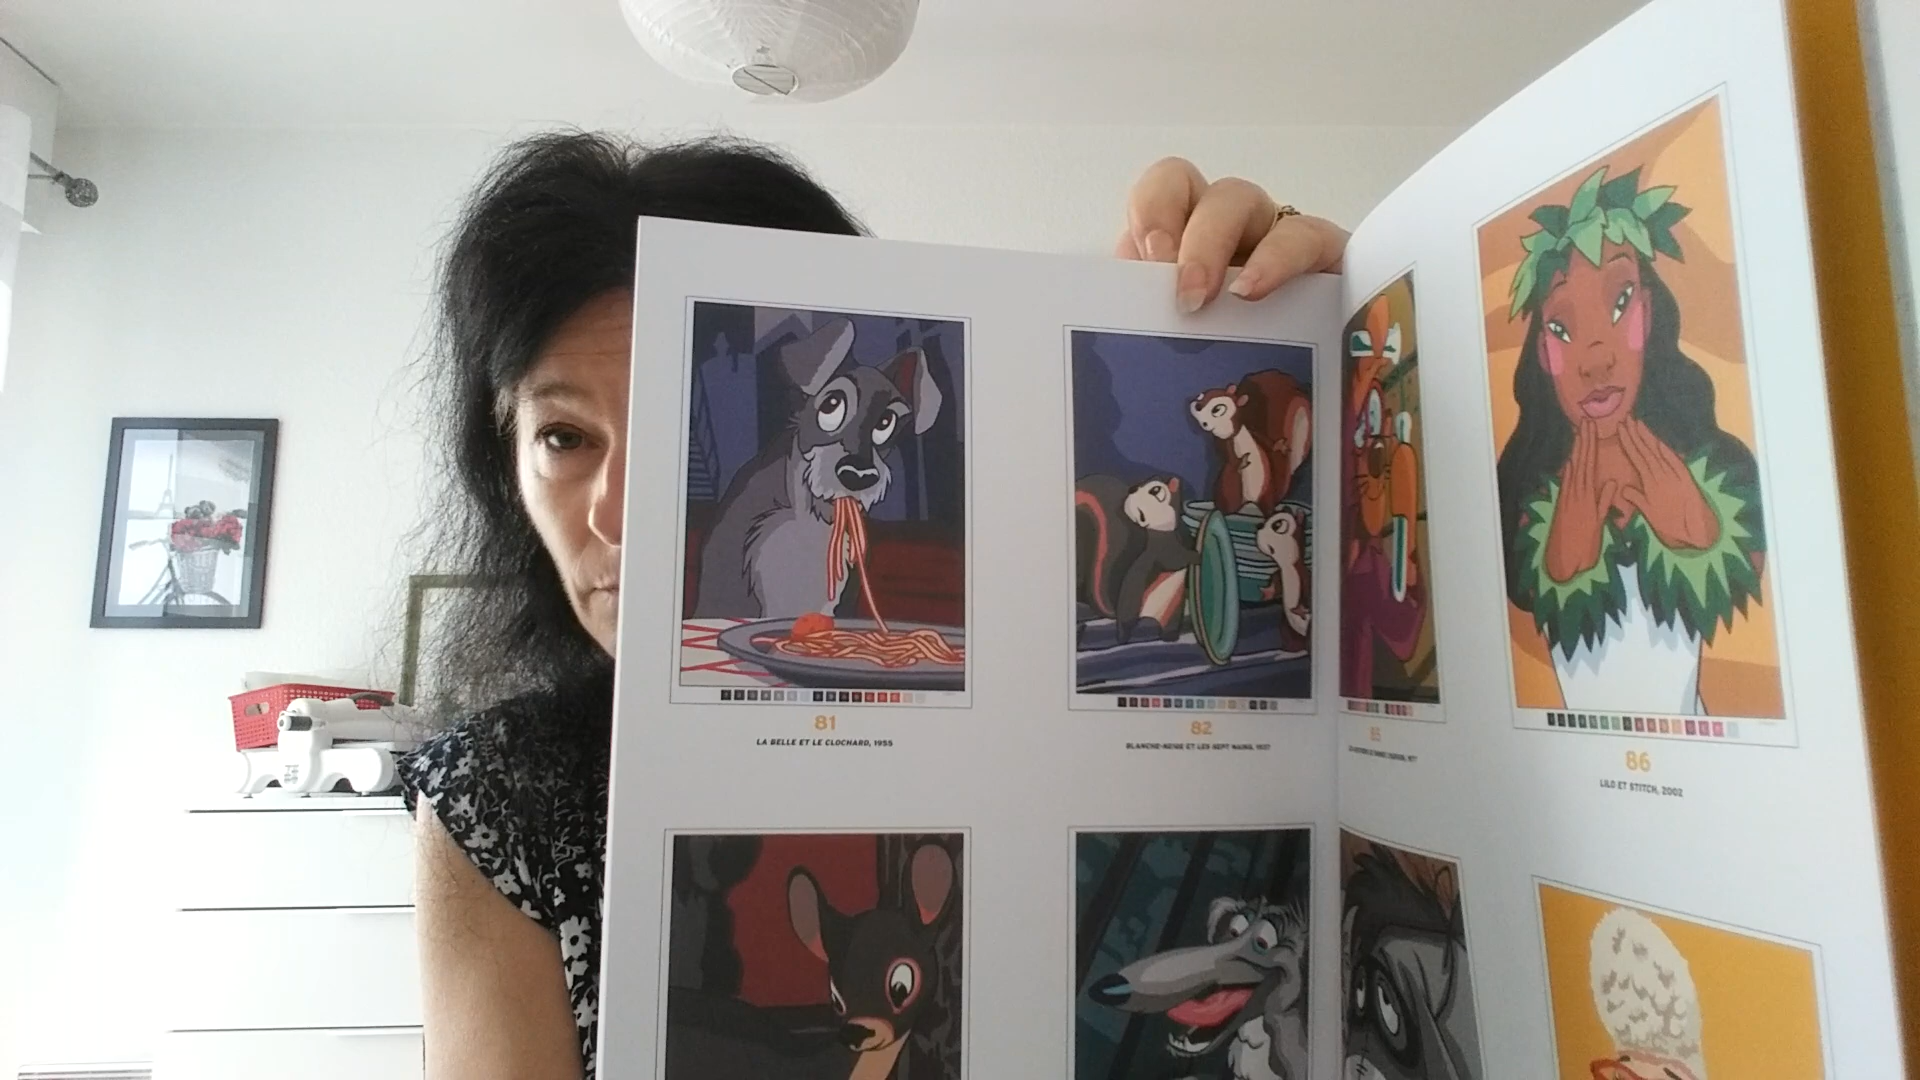 81
LA BELLE ET LE CLOCHARD, 1955
82
BLANCHE-NEIGE ET LES SEPT NAINS, 1937
85
86
LILO ET STITCH, 2002